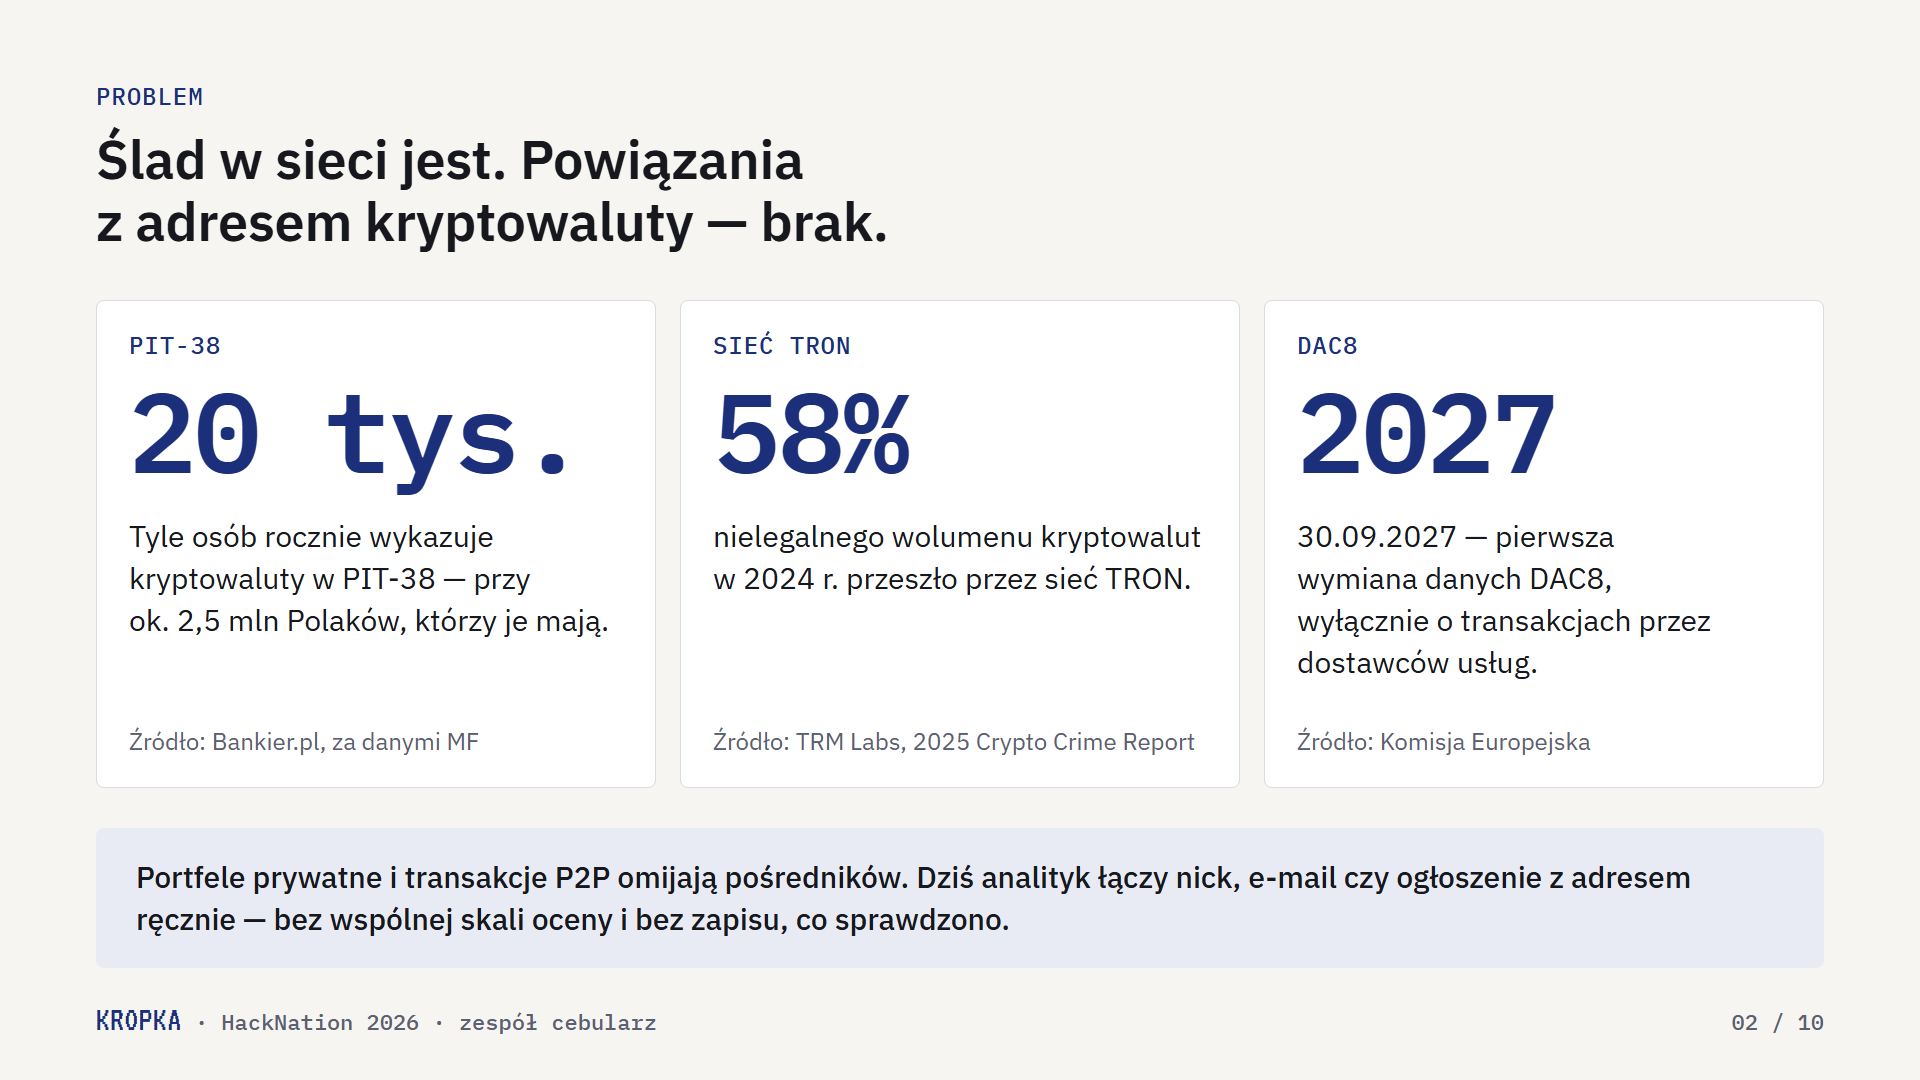 PROBLEM
Ślad w sieci jest. Powiązania
z adresem kryptowaluty — brak.
PIT-38
20 tys.
Tyle osób rocznie wykazuje
kryptowaluty w PIT-38 — przy
ok. 2,5 mln Polaków, którzy je mają.
Źródło: Bankier.pl, za danymi MF
SIEĆ TRON
58%
nielegalnego wolumenu kryptowalut
w 2024 r. przeszło przez sieć TRON.
Źródło: TRM Labs, 2025 Crypto Crime Report
DAC8
2027
30.09.2027 — pierwsza
wymiana danych DAC8,
wyłącznie o transakcjach przez
dostawców usług.
Źródło: Komisja Europejska
Portfele prywatne i transakcje P2P omijają pośredników. Dziś analityk łączy nick, e-mail czy ogłoszenie z adresem
ręcznie — bez wspólnej skali oceny i bez zapisu, co sprawdzono.
KROPKA · HackNation 2026 · zespół cebularz
02 / 10